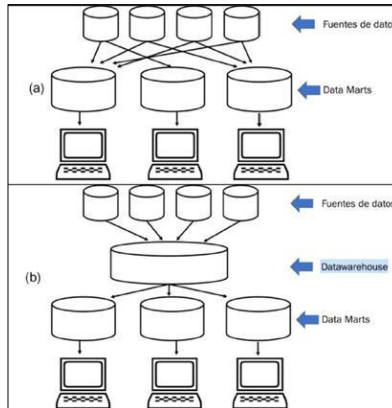 Fuentes de dato
(a)
Data Marts
Fuentes de dato
Datawarehouse
(b)
Data Marts